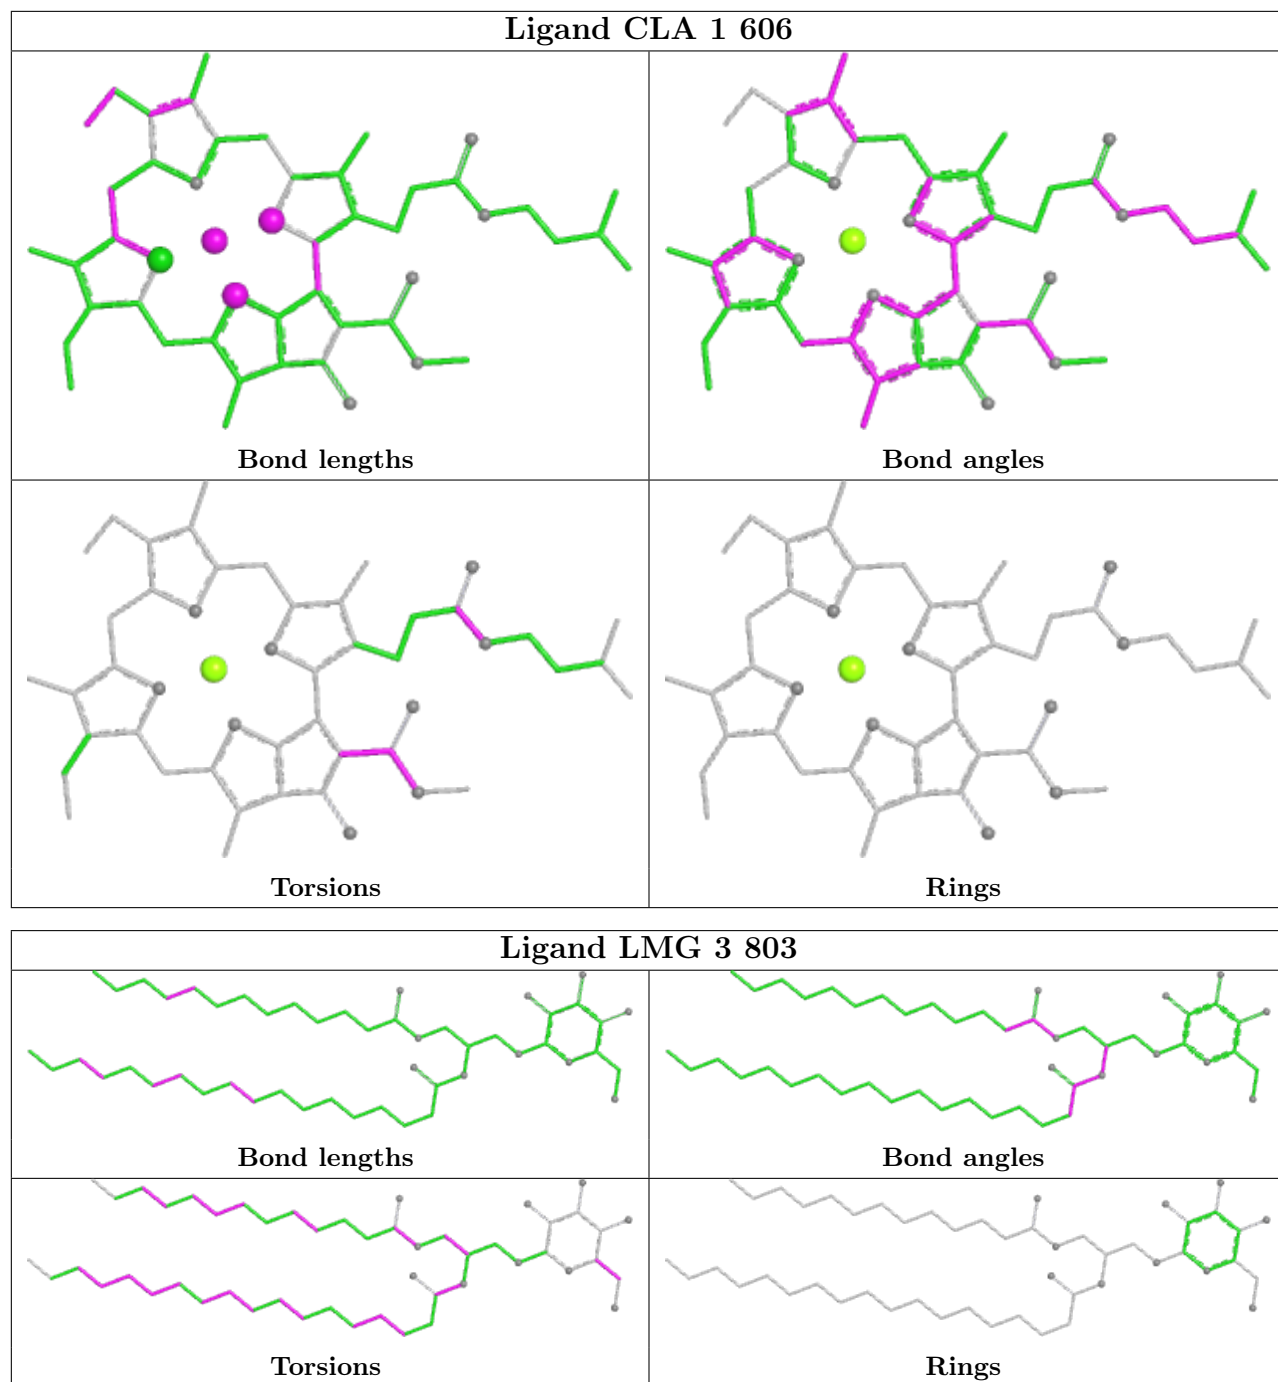 Ligand CLA 1 606
Bond lengths
Bond angles
Torsions
Rings
Ligand LMG 3 803
Bond lengths
Bond angles
Torsions
Rings